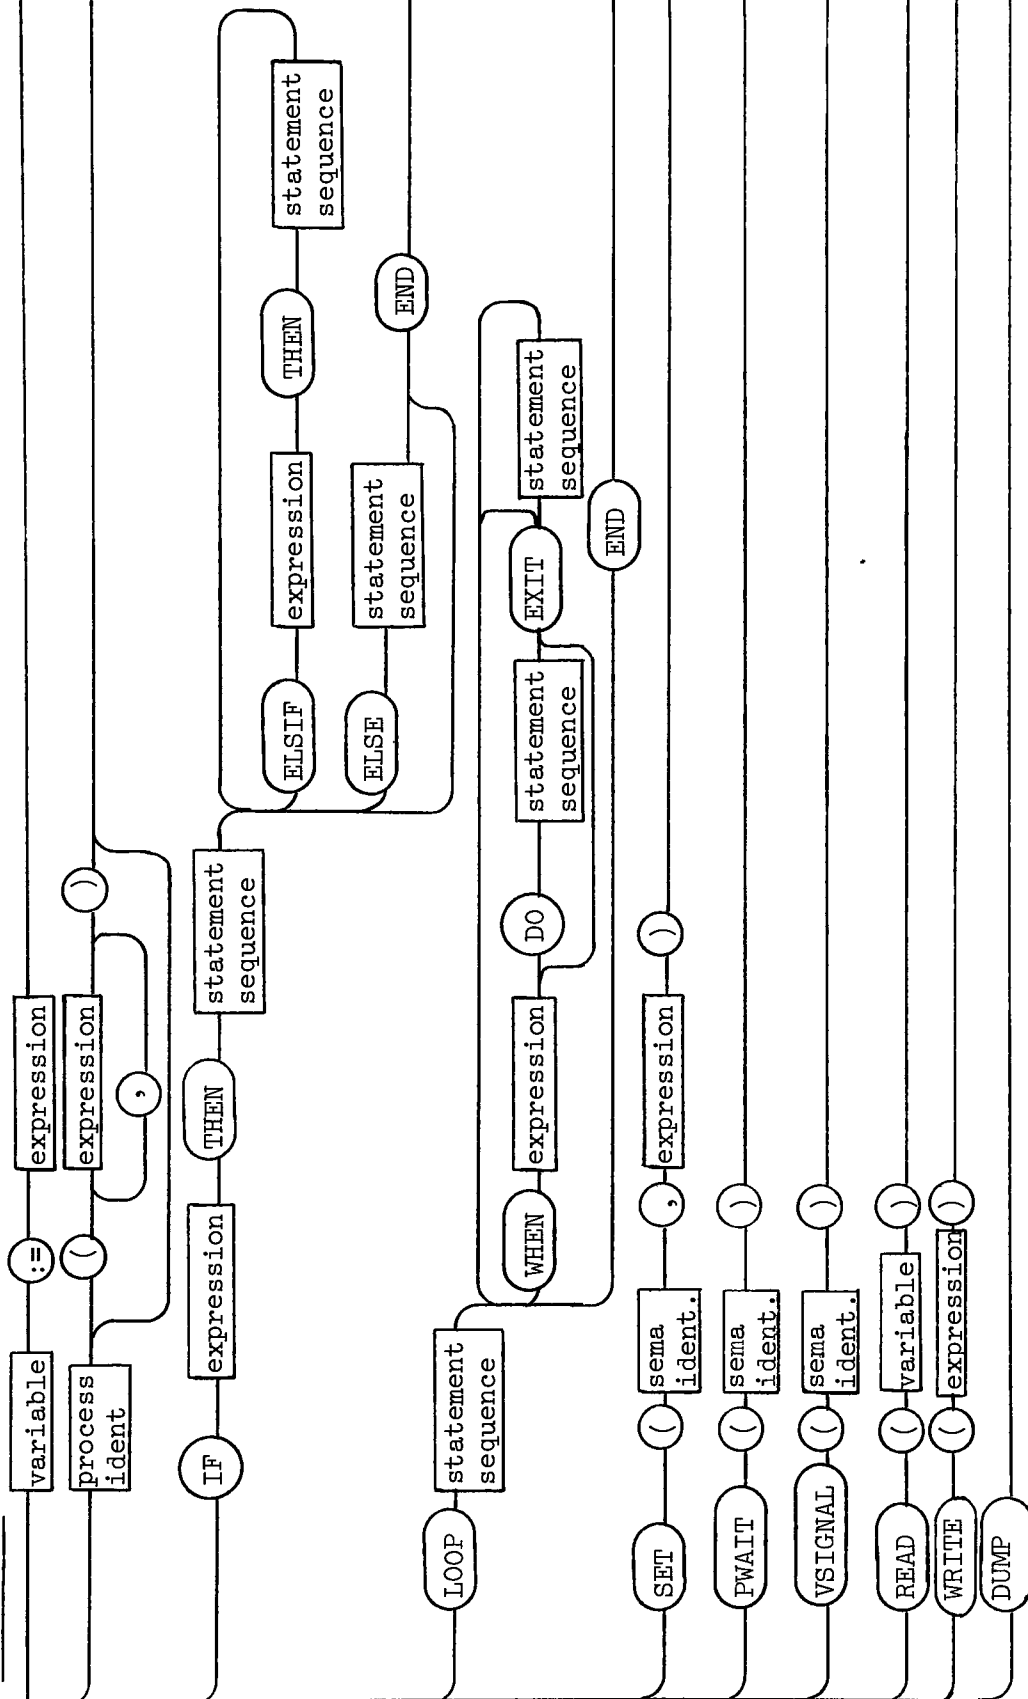 variable := expression
process
ident
( expression )
,
IF expression THEN statement
sequence
ELSIF expression THEN statement
sequence
ELSE statement
sequence
END
LOOP statement
sequence
WHEN expression DO statement
sequence
EXIT statement
sequence
END
SET ( sema
ident. , expression )
PWAIT ( sema
ident. )
VSIGNAL ( sema
ident. )
READ ( variable )
WRITE ( expression )
DUMP